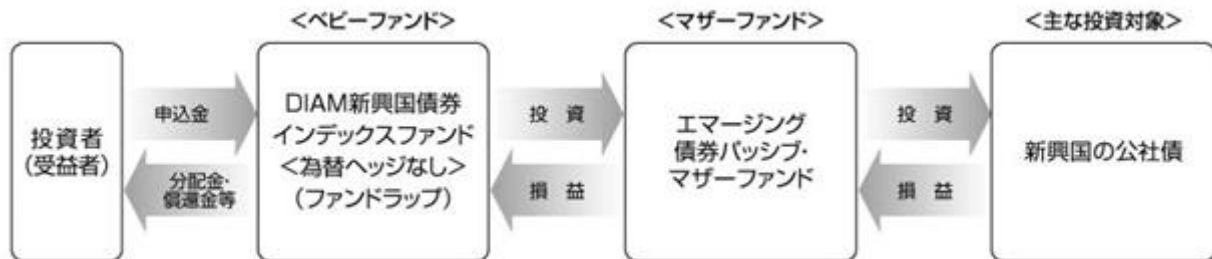 <ベビーファンド>
<マザーファンド>
<主な投資対象>
投資者
(受益者)
申込金
分配金・
償還金等
DIAM新興国債券
インデックスファンド
<為替ヘッジなし>
(ファンドラップ)
投 資
損 益
エマージング
債券パッシブ・
マザーファンド
投 資
損 益
新興国の公社債